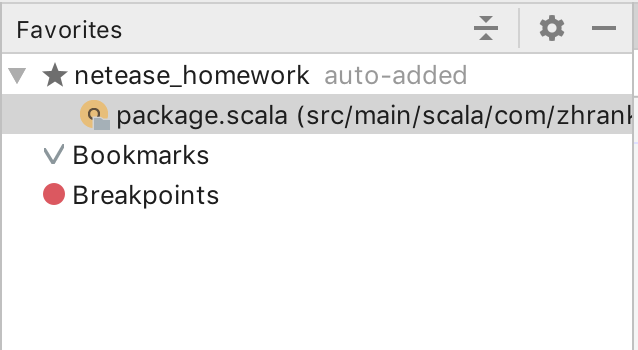 Favorites
netease_homework auto-added
package.scala (src/main/scala/com/zhrank
Bookmarks
Breakpoints